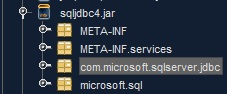 sqljdbc4.jar
META-INF
META-INF.services
com.microsoft.sqlserver.jdbc
microsoft.sql